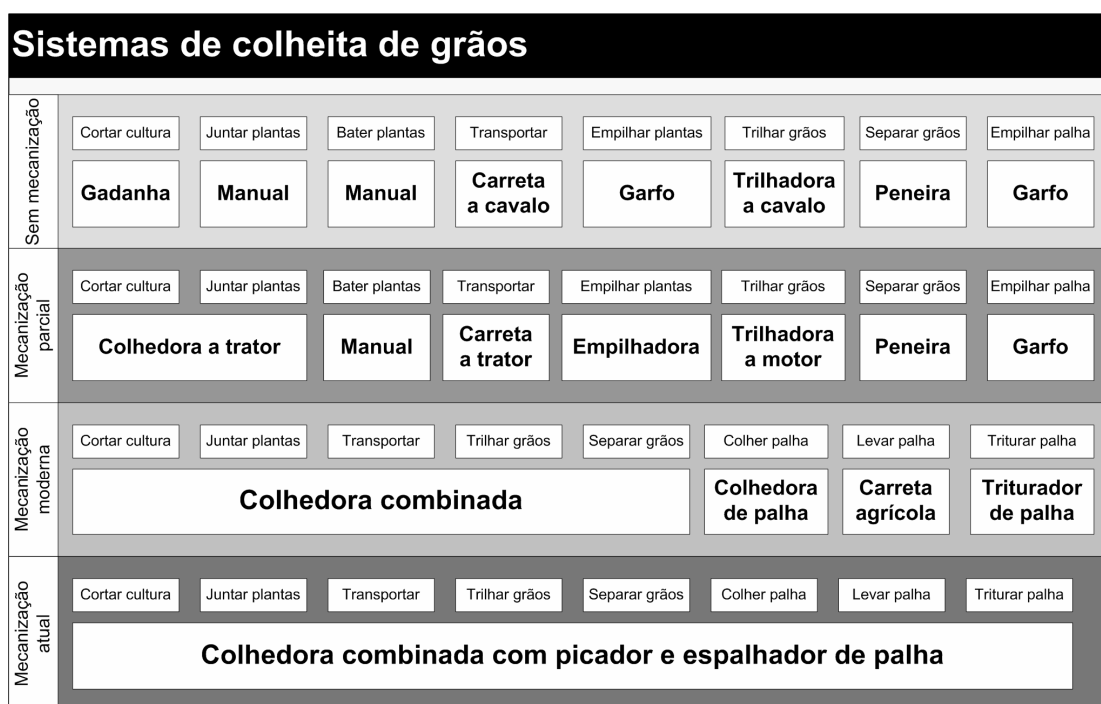 Sistemas de colheita de grãos
Sem mecanização
Cortar cultura
Juntar plantas
Bater plantas
Transportar
Empilhar plantas
Trilhar grãos
Separar grãos
Empilhar palha
Gadanha
Manual
Manual
Carreta
a cavalo
Garfo
Trilhadora
a cavalo
Peneira
Garfo
Mecanização
parcial
Cortar cultura
Juntar plantas
Bater plantas
Transportar
Empilhar plantas
Trilhar grãos
Separar grãos
Empilhar palha
Colhedora a trator
Manual
Carreta
a trator
Empilhadora
Trilhadora
a motor
Peneira
Garfo
Mecanização
moderna
Cortar cultura
Juntar plantas
Transportar
Trilhar grãos
Separar grãos
Colher palha
Levar palha
Triturar palha
Colhedora combinada
Colhedora
de palha
Carreta
agrícola
Triturador
de palha
Mecanização
atual
Cortar cultura
Juntar plantas
Transportar
Trilhar grãos
Separar grãos
Colher palha
Levar palha
Triturar palha
Colhedora combinada com picador e espalhador de palha